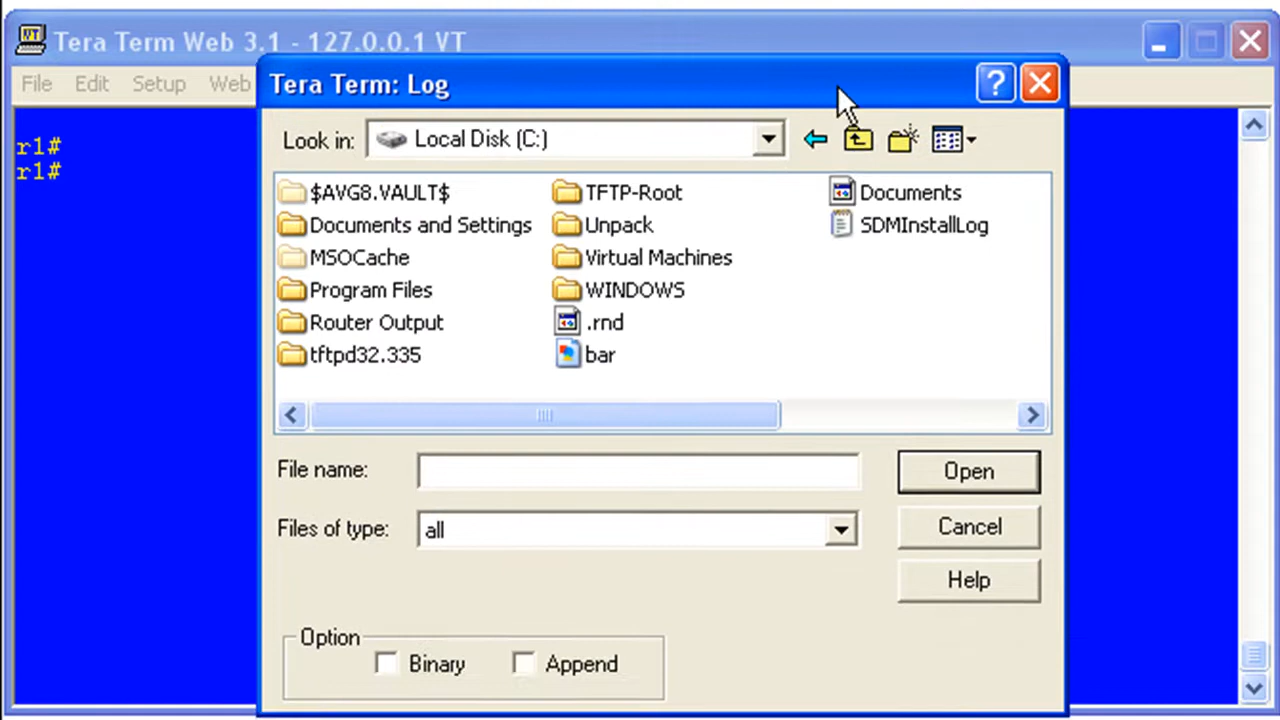 Tera Term Web 3.1 - 127.0.0.1 VT
File Edit Setup Web
r1#
r1#
Tera Term: Log
Look in: Local Disk (C:)
$AVG8.VAULT$
Documents and Settings
MSOCache
Program Files
Router Output
tftpd32.335
TFTP-Root
Unpack
Virtual Machines
WINDOWS
.rnd
bar
Documents
SDMInstallLog
File name:
Open
Files of type: all
Cancel
Help
Option
Binary Append